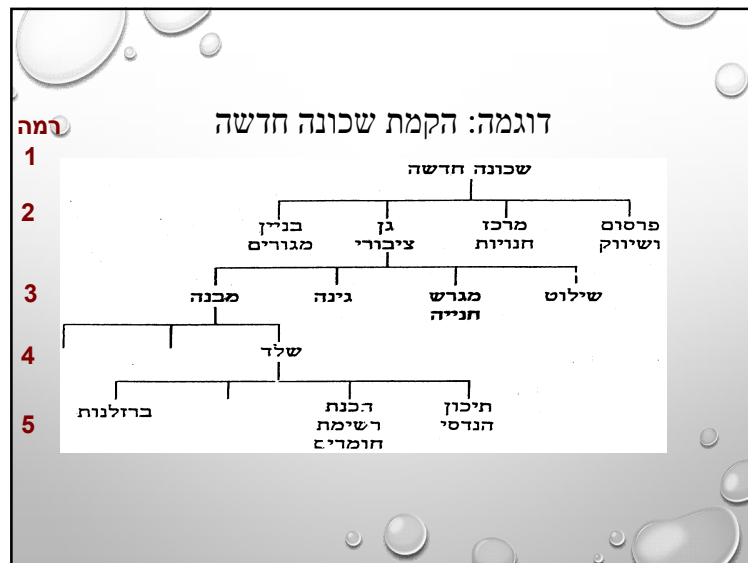 דוגמה: הקמת שכונה חדשה
רמה
1
שכונה חדשה
2
פרסום ושיווק
מרכז חנויות
גן ציבורי
בניין מגורים
3
שילוט
מגרש חנייה
גינה
מבנה
4
שלד
5
תיכון הנדסי
הכנת רשימת חומרים
ברזלנות